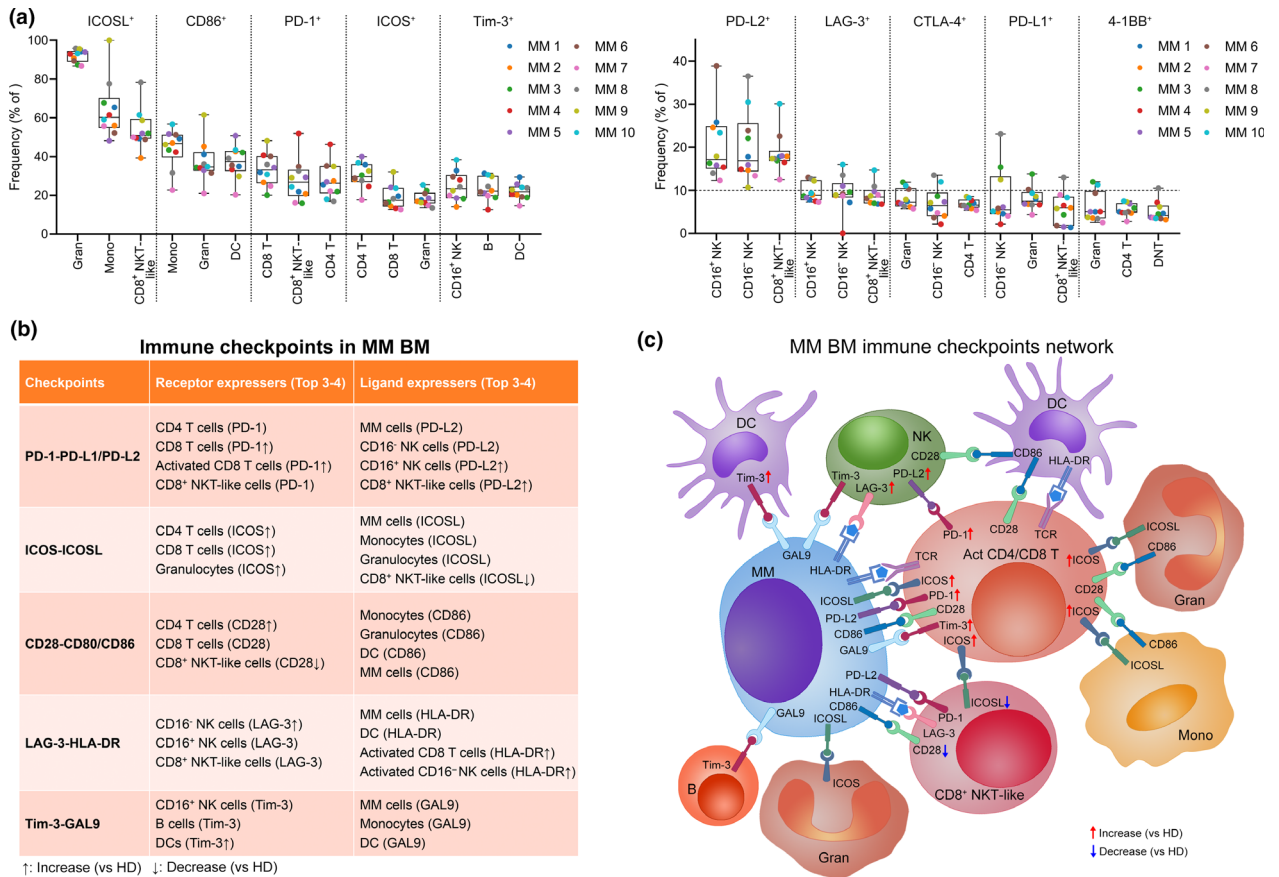 (a)
ICOSL⁺ CD86⁺ PD-1⁺ ICOS⁺ Tim-3⁺
Frequency (% of )
100
80
60
40
20
0
MM 1 MM 6
MM 2 MM 7
MM 3 MM 8
MM 4 MM 9
MM 5 MM 10
Gran Mono CD8⁺ NKT-like Mono Gran DC CD8 T CD8⁺ NKT-like CD4 T CD4 T CD8 T Gran CD16⁺ NK B DC
PD-L2⁺ LAG-3⁺ CTLA-4⁺ PD-L1⁺ 4-1BB⁺
Frequency (% of )
40
30
20
10
0
MM 1 MM 6
MM 2 MM 7
MM 3 MM 8
MM 4 MM 9
MM 5 MM 10
CD16⁺ NK CD16⁻ NK CD8⁺ NKT-like CD16⁺ NK CD16⁻ NK CD8⁺ NKT-like Gran CD16⁻ NK CD4 T CD16⁻ NK Gran CD8⁺ NKT-like Gran CD4 T DNT
(b)
Immune checkpoints in MM BM
Checkpoints Receptor expressers (Top 3-4) Ligand expressers (Top 3-4)
PD-1-PD-L1/PD-L2
CD4 T cells (PD-1)
CD8 T cells (PD-1↑)
Activated CD8 T cells (PD-1↑)
CD8⁺ NKT-like cells (PD-1)
MM cells (PD-L2)
CD16⁻ NK cells (PD-L2)
CD16⁺ NK cells (PD-L2↑)
CD8⁺ NKT-like cells (PD-L2↑)
ICOS-ICOSL
CD4 T cells (ICOS↑)
CD8 T cells (ICOS↑)
Granulocytes (ICOS↑)
MM cells (ICOSL)
Monocytes (ICOSL)
Granulocytes (ICOSL)
CD8⁺ NKT-like cells (ICOSL↓)
CD28-CD80/CD86
CD4 T cells (CD28↑)
CD8 T cells (CD28)
CD8⁺ NKT-like cells (CD28↓)
Monocytes (CD86)
Granulocytes (CD86)
DC (CD86)
MM cells (CD86)
LAG-3-HLA-DR
CD16⁻ NK cells (LAG-3↑)
CD16⁺ NK cells (LAG-3)
CD8⁺ NKT-like cells (LAG-3)
MM cells (HLA-DR)
DC (HLA-DR)
Activated CD8 T cells (HLA-DR↑)
Activated CD16⁻ NK cells (HLA-DR↑)
Tim-3-GAL9
CD16⁺ NK cells (Tim-3)
B cells (Tim-3)
DCs (Tim-3↑)
MM cells (GAL9)
Monocytes (GAL9)
DC (GAL9)
↑: Increase (vs HD) ↓: Decrease (vs HD)
(c)
MM BM immune checkpoints network
DC
Tim-3↑
NK
CD28
Tim-3
PD-L2↑
LAG-3↑
DC
CD86
HLA-DR
CD28
TCR
PD-1↑
Act CD4/CD8 T
GAL9
HLA-DR
MM
TCR
ICOSL
ICOS↑
PD-L2
PD-1↑
CD86
CD28
GAL9
Tim-3↑
ICOS↑
↑ICOS
ICOSL
CD86
CD28
Gran
↑ICOS
CD86
ICOSL
Mono
PD-L2
HLA-DR
CD86
ICOSL
GAL9
ICOSL↓
PD-1
LAG-3
CD28↓
CD8⁺ NKT-like
Tim-3
B
ICOS
Gran
↑ Increase (vs HD)
↓ Decrease (vs HD)